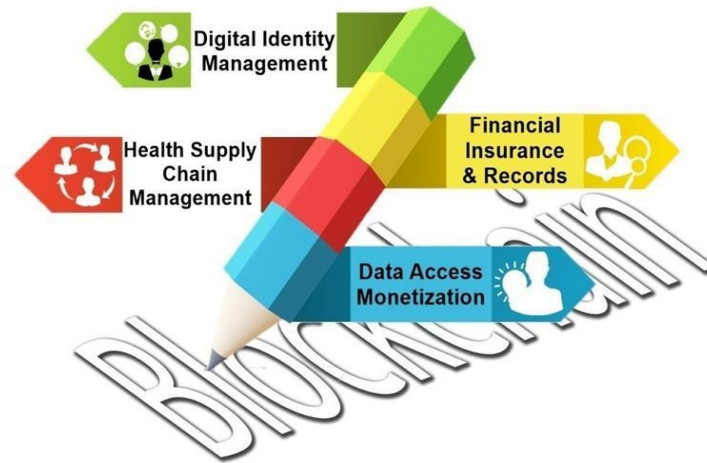 Digital Identity
Management
Financial
Insurance
& Records
Health Supply
Chain
Management
Data Access
Monetization
Blockchain